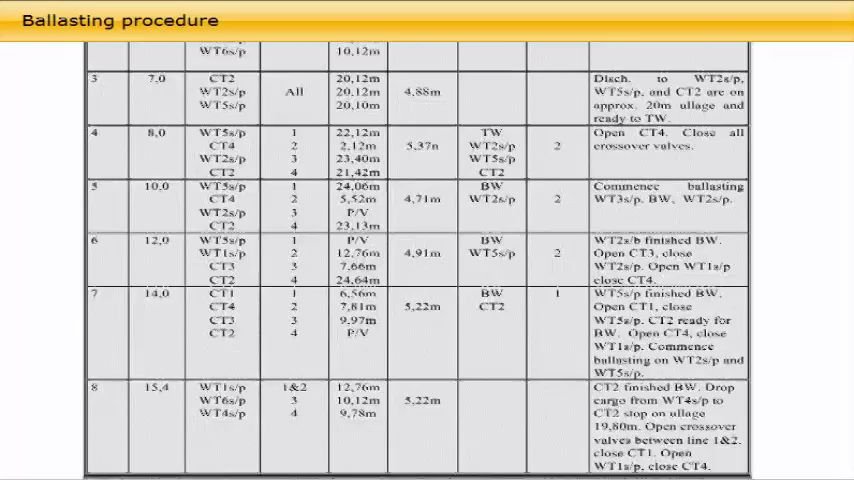 Ballasting procedure
WT6s/p 10,12m
3 7,0 CT2 20,12m Disch. to WT2s/p,
WT2s/p All 20,12m 4,88m WT5s/p, and CT2 are on
WT5s/p 20,10m approx. 20m ullage and
ready to TW.
4 8,0 WT5s/p 1 22,12m TW Open CT4. Close all
CT4 2 2,12m 5,37n WT2s/p 2 crossover valves.
WT2s/p 3 23,40m WT5s/p
CT2 4 21,42m CT2
5 10,0 WT5s/p 1 24,06m BW Commence ballasting
CT4 2 5,52m 4,71m WT2s/p 2 WT3s/p. BW, WT2s/p.
WT2s/p 3 P/V
CT2 4 23,13m
6 12,0 WT5s/p 1 P/V BW WT2s/b finished BW.
WT1s/p 2 12,76m 4,91m WT5s/p 2 Open CT3, close
CT3 3 7,66m WT2s/p. Open WT1s/p
CT2 4 24,64m close CT4.
7 14,0 CT1 1 6,56m BW 1 WT5s/p finished BW.
CT4 2 7,81m 5,22m CT2 Open CT1, close
CT3 3 9,97m WT5s/p. CT2 ready for
CT2 4 P/V BW. Open CT4, close
WT1s/p. Commence
ballasting on WT2s/p and
WT5s/p.
8 15,4 WT1s/p 1&2 12,76m CT2 finished BW. Drop
WT6s/p 3 10,12m 5,22m cargo from WT4s/p to
WT4s/p 4 9,78m CT2 stop on ullage
19,80m. Open crossover
valves between line 1&2.
close CT1. Open
WT1s/p, close CT4.